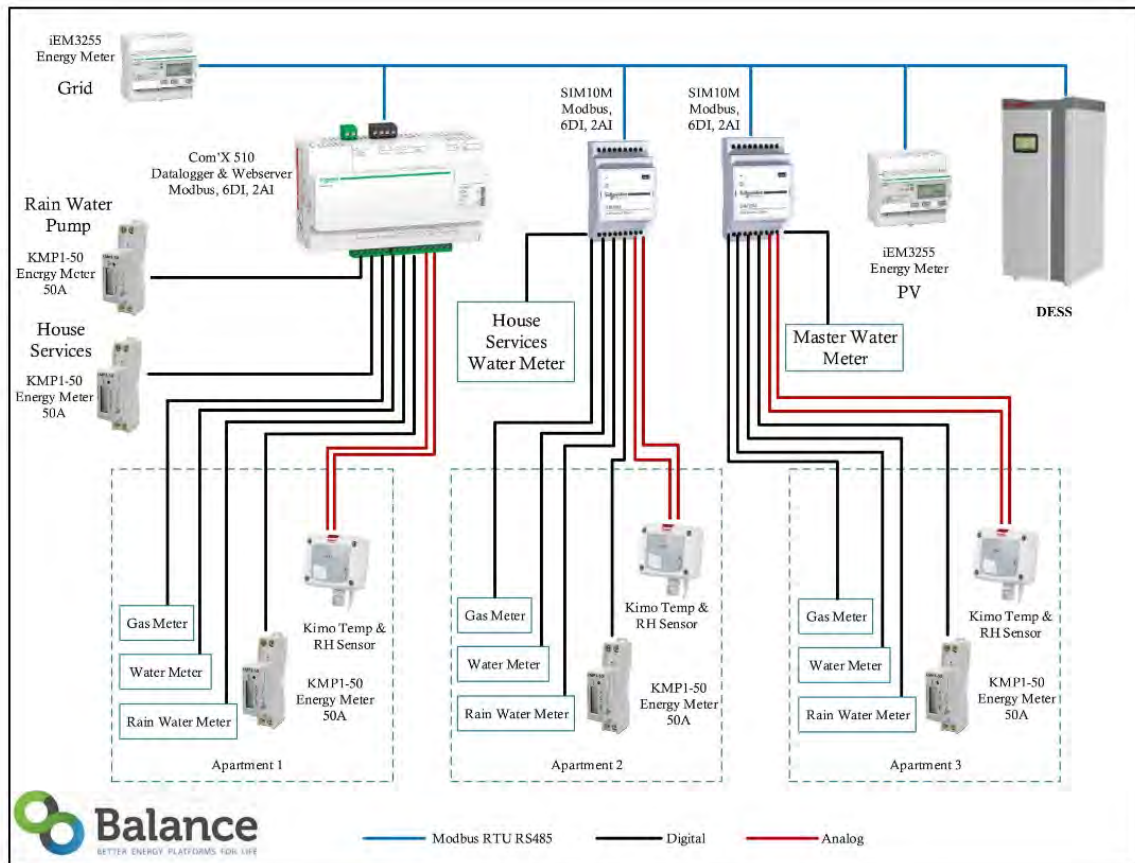 iEM3255
Energy Meter
Grid
SIM10M
Modbus,
6DI, 2AI
SIM10M
Modbus,
6DI, 2AI
Com'X 510
Datalogger & Webserver
Modbus, 6DI, 2AI
Rain Water
Pump
KMP1-50
Energy Meter
50A
iEM3255
Energy Meter
PV
DESS
House
Services
KMP1-50
Energy Meter
50A
House
Services
Water Meter
Master Water
Meter
Gas Meter
Water Meter
Rain Water Meter
Kimo Temp &
RH Sensor
KMP1-50
Energy Meter
50A
Apartment 1
Gas Meter
Water Meter
Rain Water Meter
Kimo Temp &
RH Sensor
KMP1-50
Energy Meter
50A
Apartment 2
Gas Meter
Water Meter
Rain Water Meter
Kimo Temp &
RH Sensor
KMP1-50
Energy Meter
50A
Apartment 3
Balance
BETTER ENERGY PLATFORMS FOR LIFE
Modbus RTU RS485
Digital
Analog